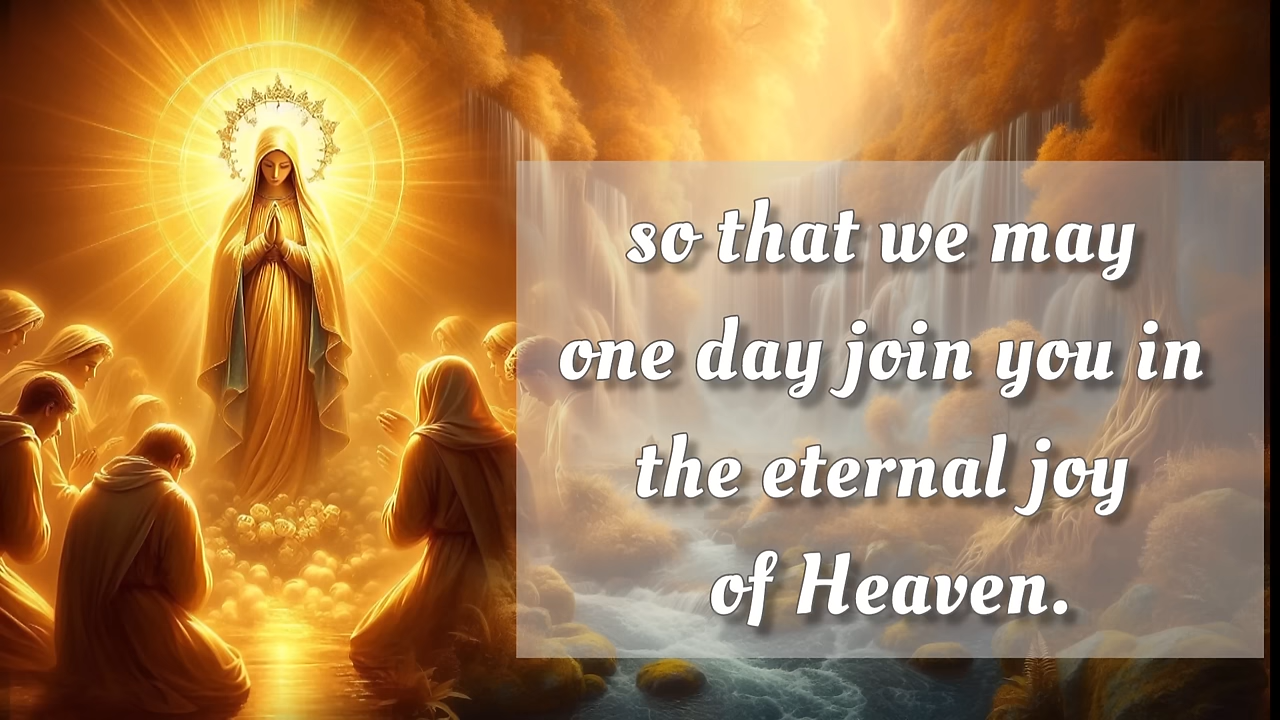 so that we may
one day join you in
the eternal joy
of Heaven.